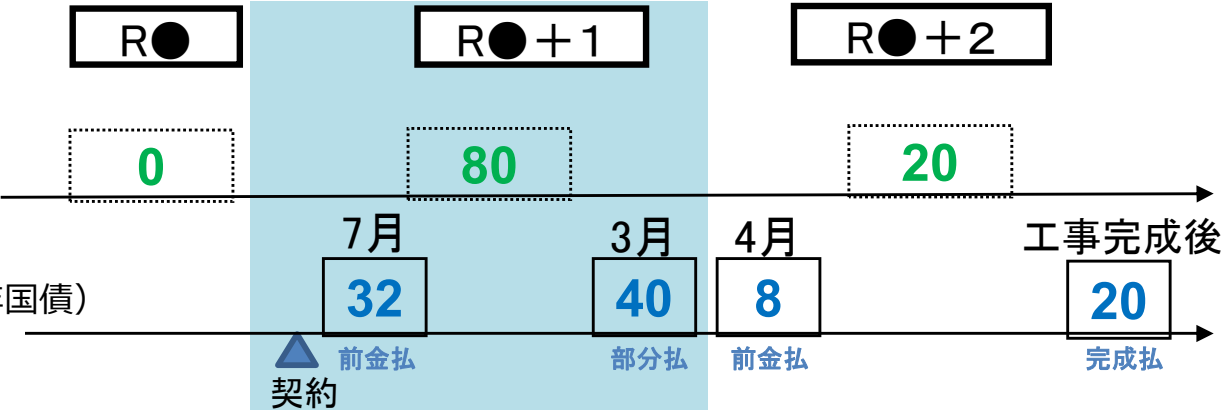 R● R●＋1 R●＋2
0 80 20
7月 3月 4月 工事完成後
国債） 32 40 8 20
前金払 部分払 前金払 完成払
契約